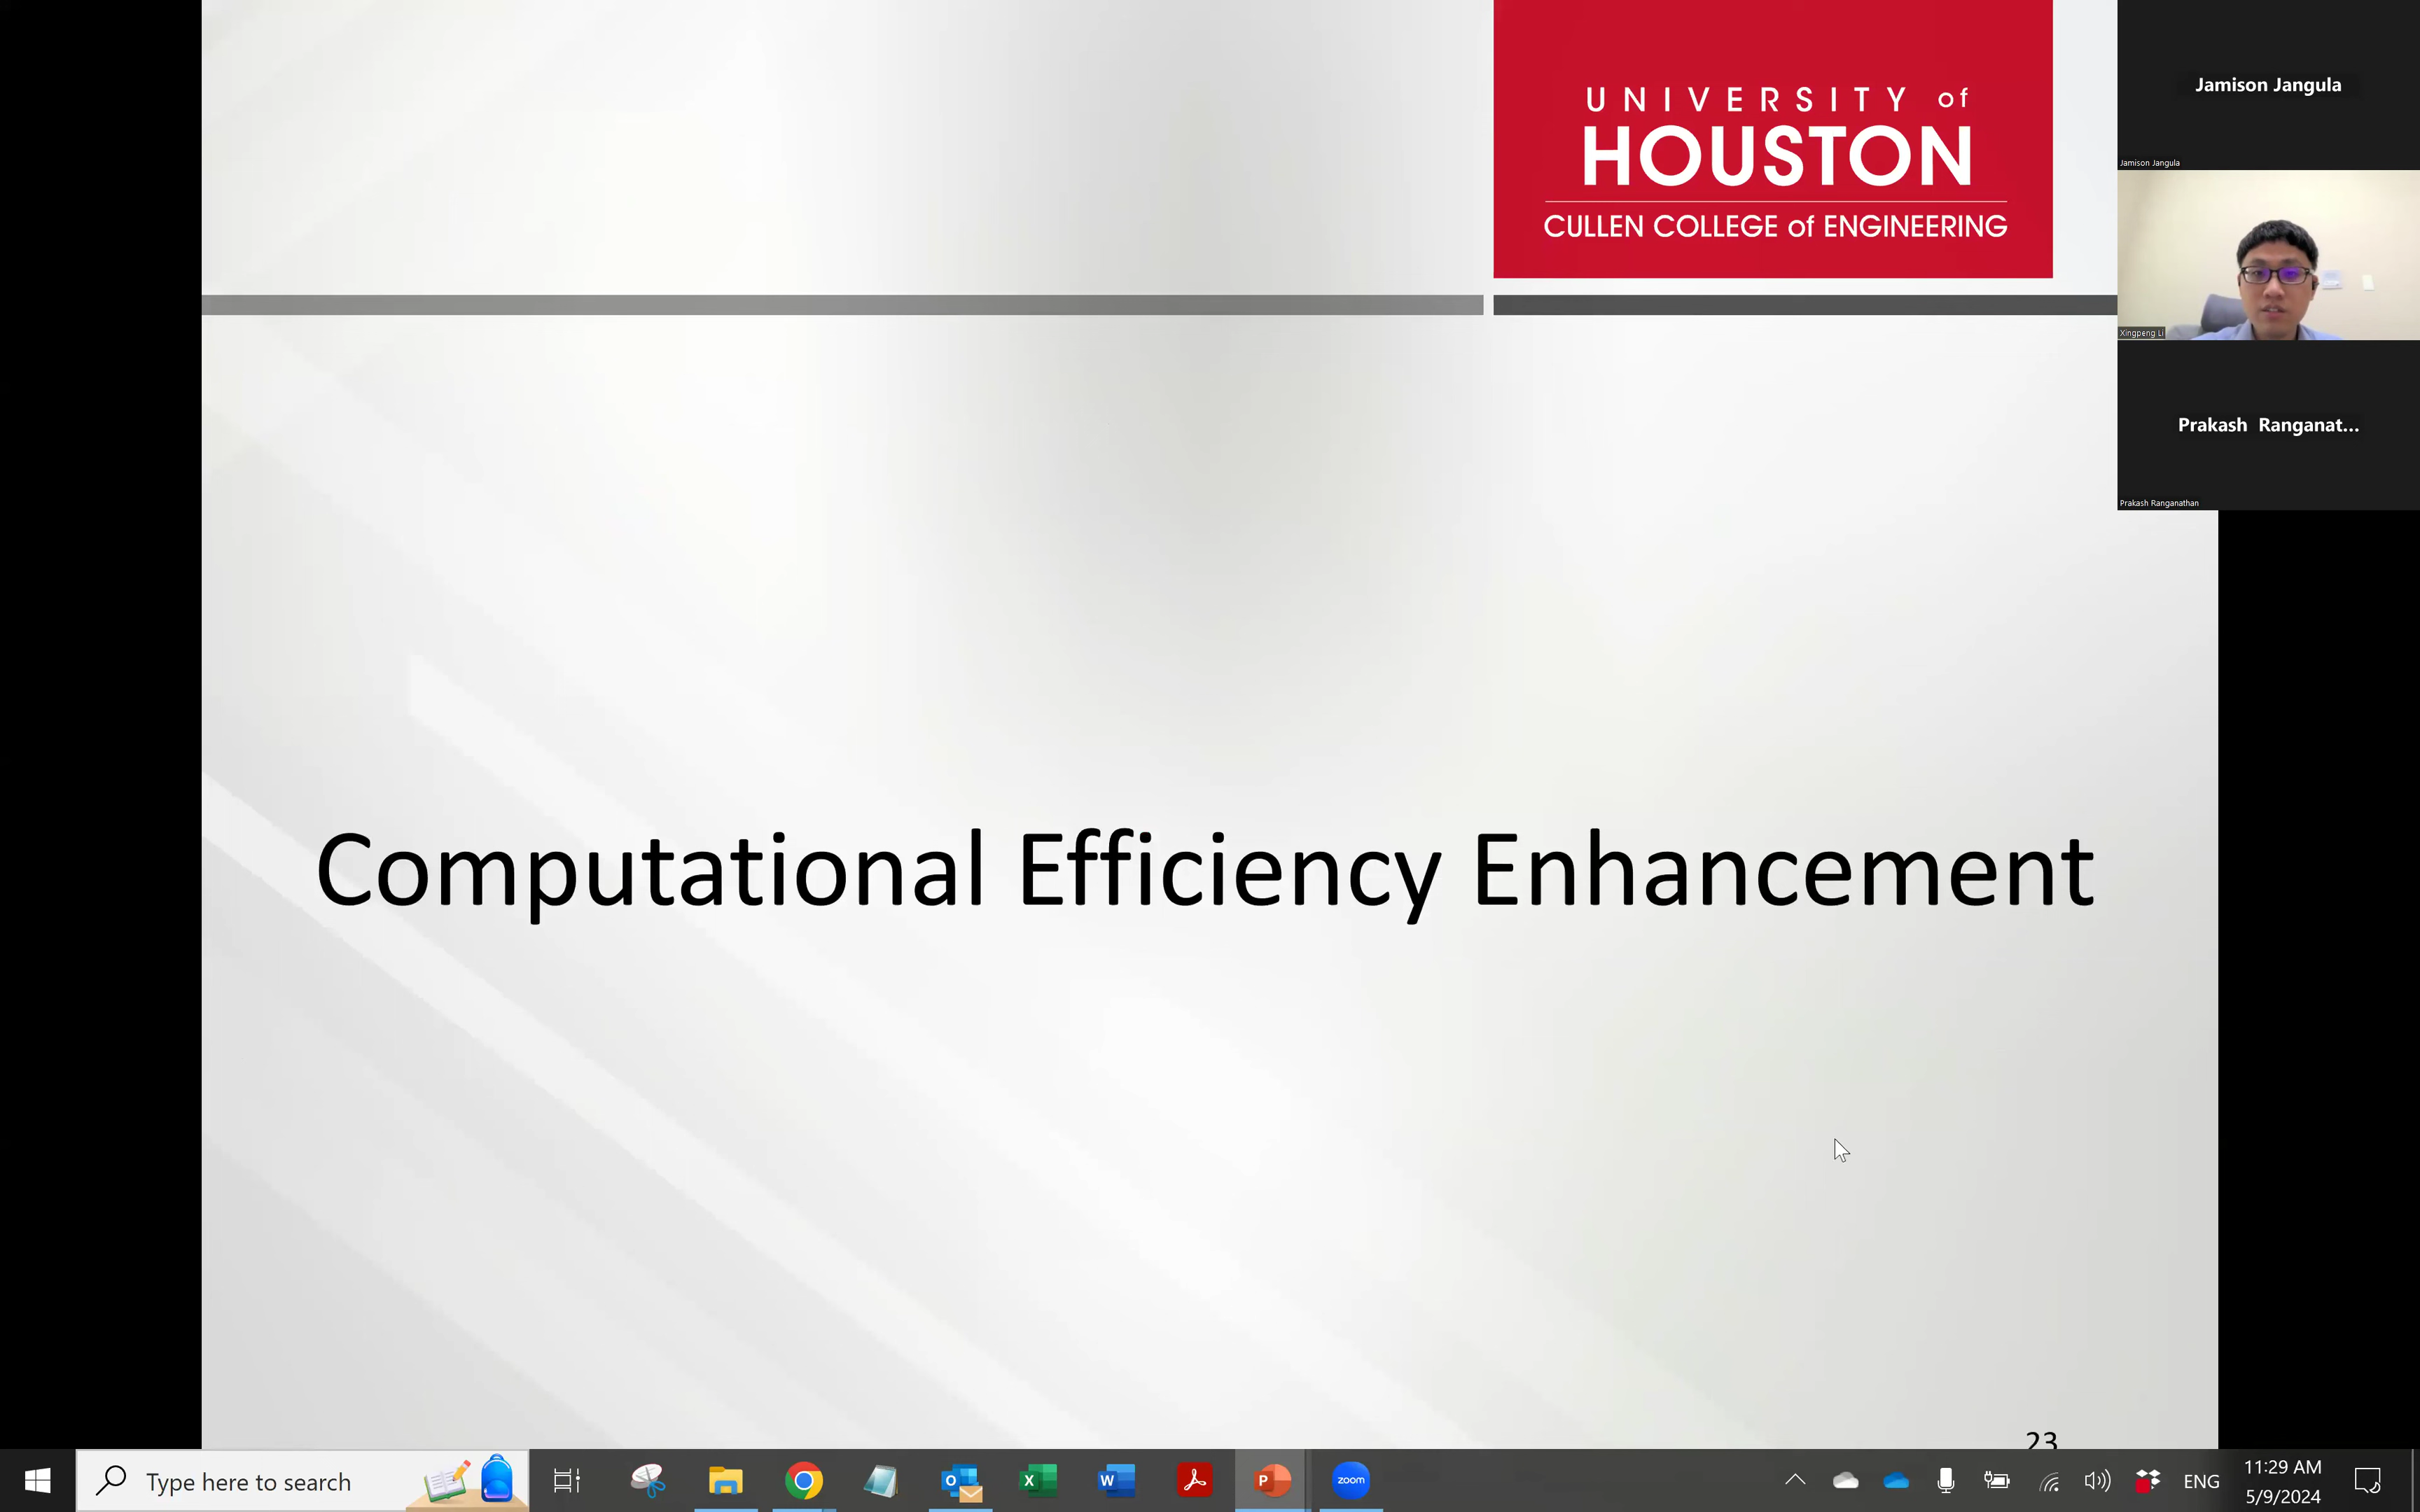 UNIVERSITY of
HOUSTON
CULLEN COLLEGE of ENGINEERING
Jamison Jangula
Jamison Jangula
Xingpeng Li
Prakash Ranganat...
Prakash Ranganathan
Computational Efficiency Enhancement
23
Type here to search
zoom
ENG
11:29 AM
5/9/2024